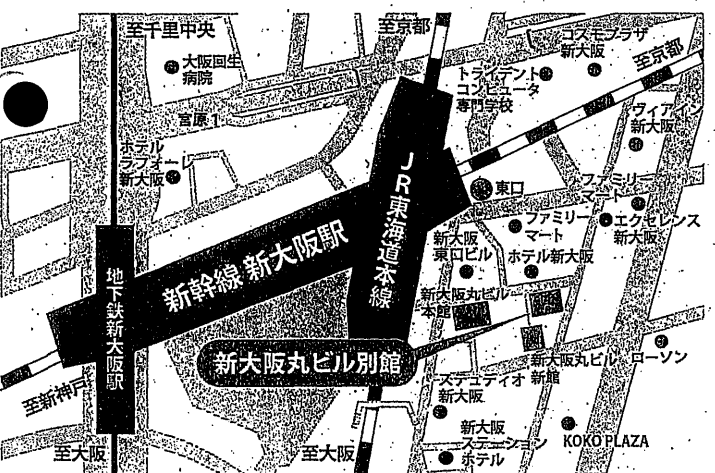 至千里中央
至京都
コスモプラザ
新大阪
大阪回生
病院
トライデント
コンピュータ
専門学校
至京都
宮原1
ヴィアイン
新大阪
ホテル
ラフォーレ
新大阪
JR東海道本線
東口
ファミリー
マート
ファミリー
マート
エクセレンス
新大阪
新大阪
東口ビル
ホテル新大阪
新幹線 新大阪駅
地下鉄新大阪駅
新大阪丸ビル
本館
新大阪丸ビル別館
新大阪丸ビル
新館
ローソン
至新神戸
ステュディオ
新大阪
新大阪
ステーション
ホテル
KOKO PLAZA
至大阪
至大阪